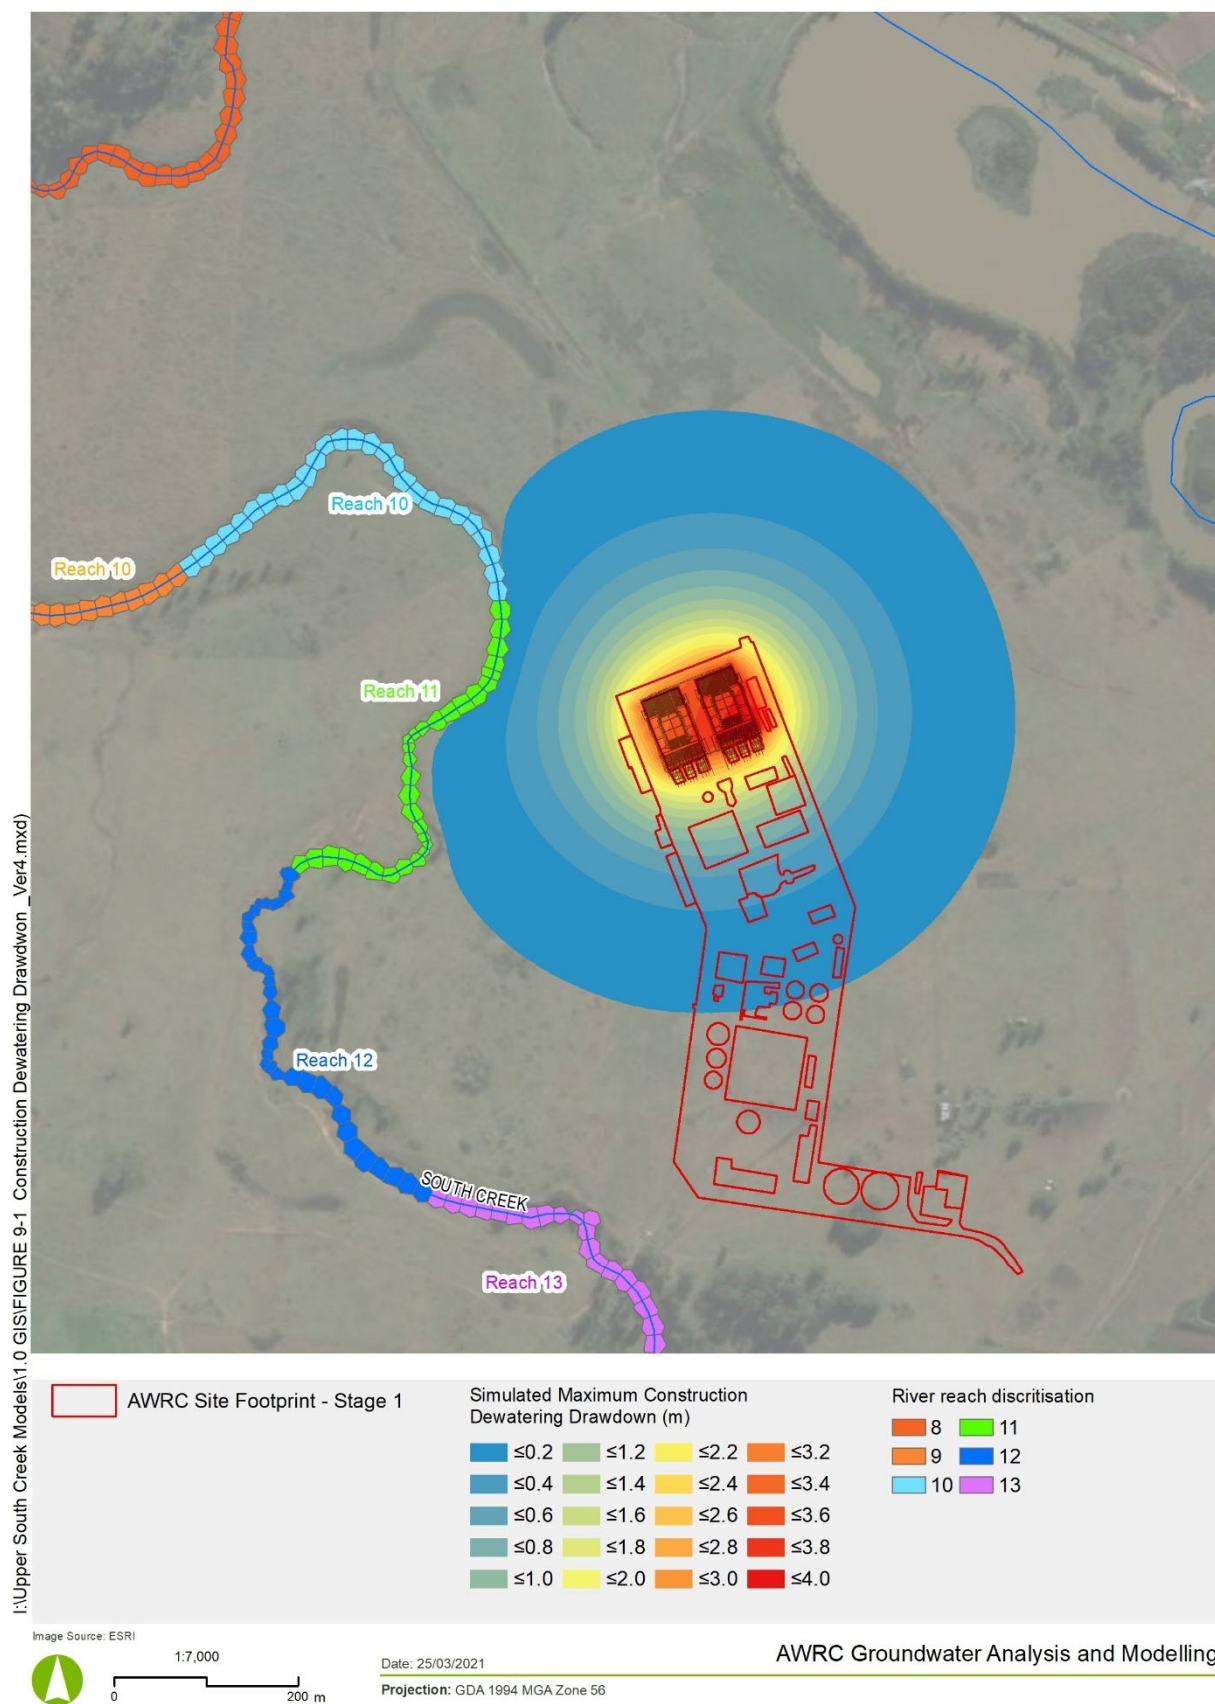 Reach 10
Reach 10
Reach 11
Reach 12
SOUTH CREEK
Reach 13
I:\Upper South Creek Models\1.0 GIS\FIGURE 9-1 Construction Dewatering Drawdwon _Ver4.mxd)
AWRC Site Footprint - Stage 1
Simulated Maximum Construction
Dewatering Drawdown (m)
≤0.2 ≤1.2 ≤2.2 ≤3.2
≤0.4 ≤1.4 ≤2.4 ≤3.4
≤0.6 ≤1.6 ≤2.6 ≤3.6
≤0.8 ≤1.8 ≤2.8 ≤3.8
≤1.0 ≤2.0 ≤3.0 ≤4.0
River reach discritisation
8 11
9 12
10 13
Image Source: ESRI
1:7,000
0 200 m
Date: 25/03/2021
Projection: GDA 1994 MGA Zone 56
AWRC Groundwater Analysis and Modelling